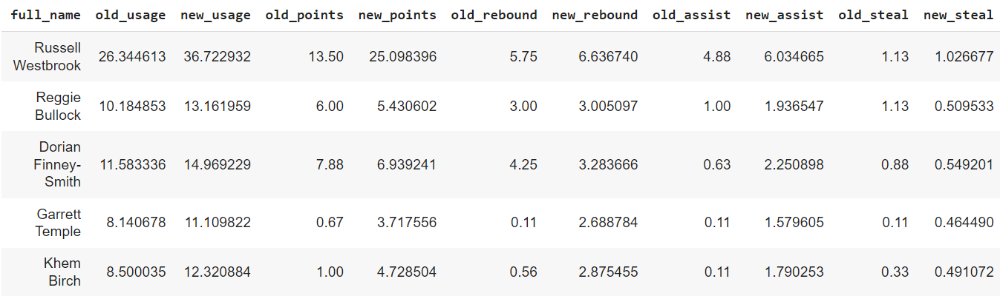 full_name old_usage new_usage old_points new_points old_rebound new_rebound old_assist new_assist old_steal new_steal
Russell
Westbrook 26.344613 36.722932 13.50 25.098396 5.75 6.636740 4.88 6.034665 1.13 1.026677
Reggie
Bullock 10.184853 13.161959 6.00 5.430602 3.00 3.005097 1.00 1.936547 1.13 0.509533
Dorian
Finney- 11.583336 14.969229 7.88 6.939241 4.25 3.283666 0.63 2.250898 0.88 0.549201
Smith
Garrett
Temple 8.140678 11.109822 0.67 3.717556 0.11 2.688784 0.11 1.579605 0.11 0.464490
Khem
Birch 8.500035 12.320884 1.00 4.728504 0.56 2.875455 0.11 1.790253 0.33 0.491072